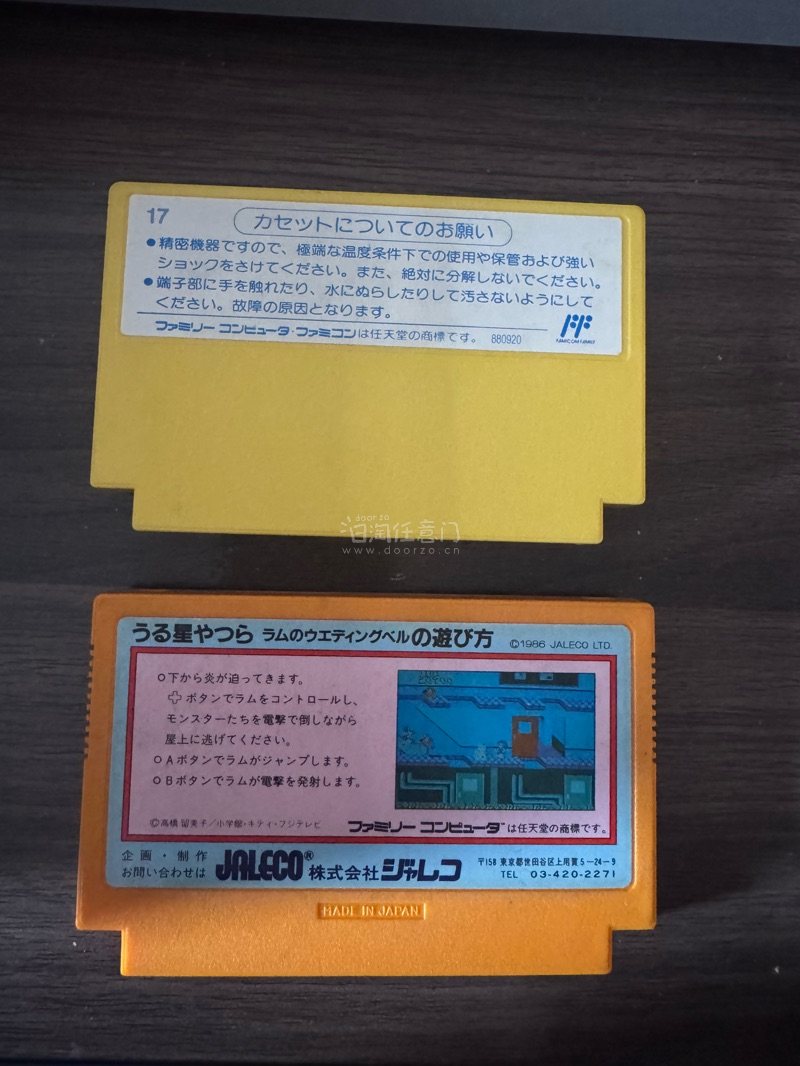 17
カセットについてのお願い
●精密機器ですので、極端な温度条件下での使用や保管および強い
ショックをさけてください。また、絶対に分解しないでください。
●端子部に手を触れたり、水にぬらしたりして汚さないようにして
ください。故障の原因となります。
ファミリー コンピュータ・ファミコンは任天堂の商標です。 880920
FAMICOM FAMILY
doorzo
日淘任意门
www.doorzo.cn
うる星やつら ラムのウエディングベルの遊び方 ©1986 JALECO LTD.
○下から炎が迫ってきます。
ボタンでラムをコントロールし、
モンスターたちを電撃で倒しながら
屋上に逃げてください。
○Aボタンでラムがジャンプします。
○Bボタンでラムが電撃を発射します。
©高橋留美子/小学館・キティ・フジテレビ
ファミリー コンピュータ™は任天堂の商標です。
企画・制作
お問い合わせは JALECO® 株式会社ジャレコ
〒158 東京都世田谷区上用賀5-24-9
TEL 03-420-2271
MADE IN JAPAN